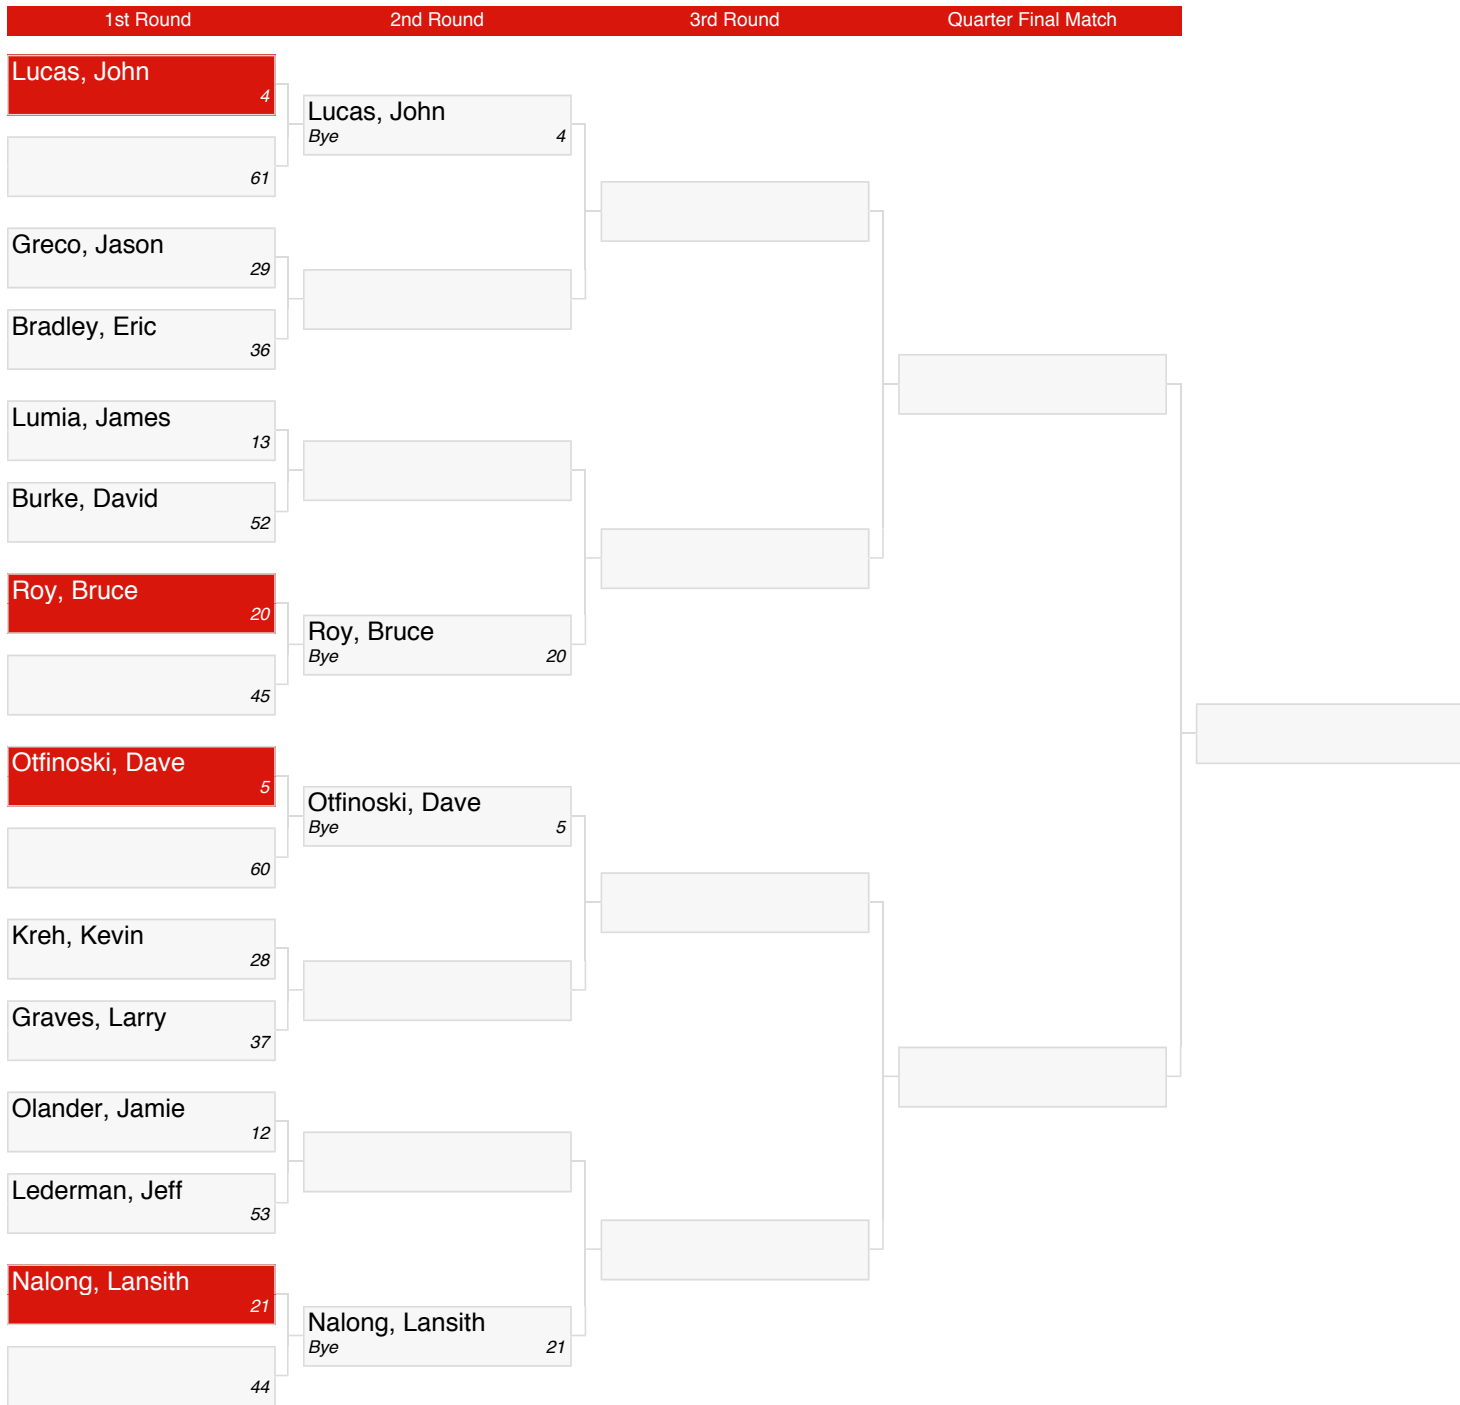 1st Round 2nd Round 3rd Round Quarter Final Match
Lucas, John
4
61
Greco, Jason
29
Bradley, Eric
36
Lumia, James
13
Burke, David
52
Roy, Bruce
20
45
Otfinoski, Dave
5
60
Kreh, Kevin
28
Graves, Larry
37
Olander, Jamie
12
Lederman, Jeff
53
Nalong, Lansith
21
44
Lucas, John
Bye 4
Roy, Bruce
Bye 20
Otfinoski, Dave
Bye 5
Nalong, Lansith
Bye 21